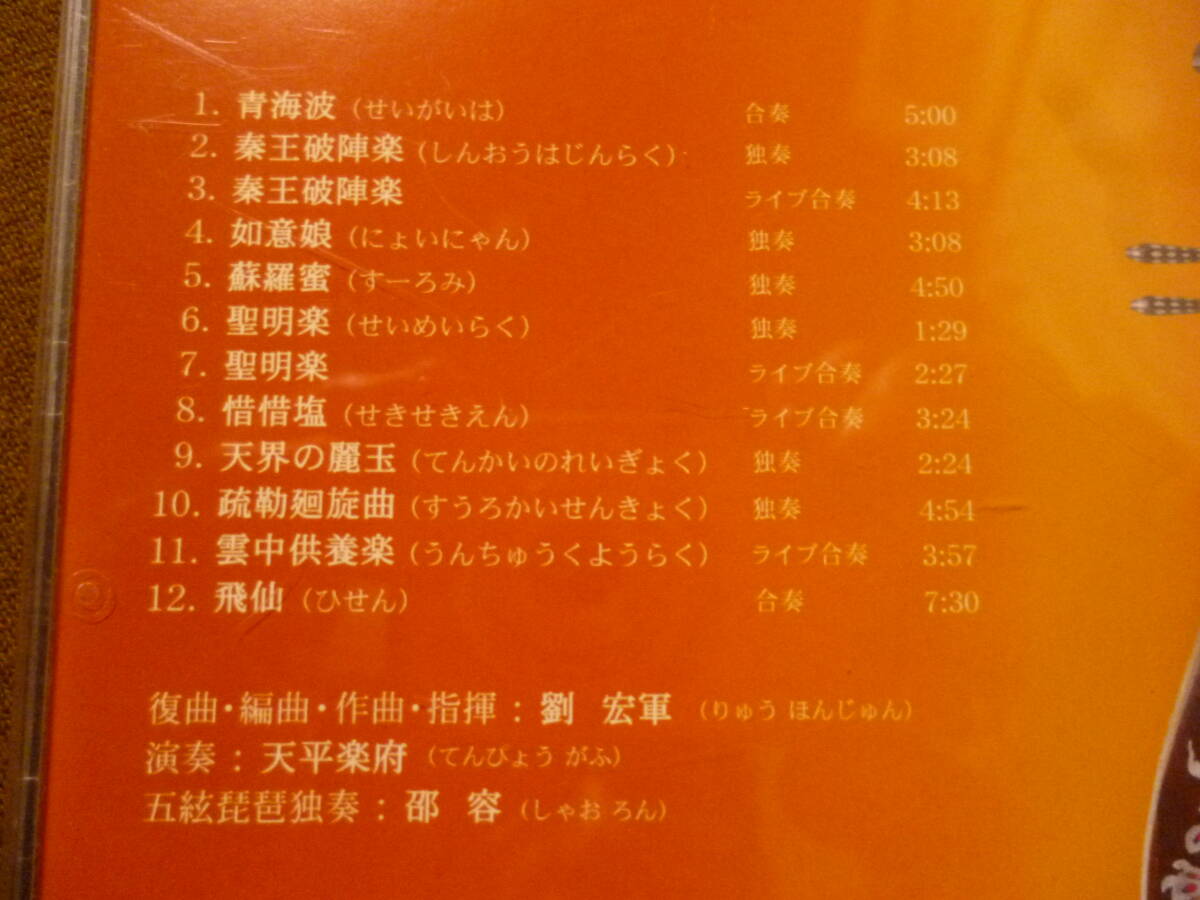 1. 青海波 (せいがいは) 合奏 5:00
2. 秦王破陣楽 (しんおうはじんらく) 独奏 3:08
3. 秦王破陣楽 ライブ合奏 4:13
4. 如意娘 (にょいにゃん) 独奏 3:08
5. 蘇羅蜜 (すーろみ) 独奏 4:50
6. 聖明楽 (せいめいらく) 独奏 1:29
7. 聖明楽 ライブ合奏 2:27
8. 惜惜塩 (せきせきえん) ライブ合奏 3:24
9. 天界の麗玉 (てんかいのれいぎょく) 独奏 2:24
10. 疏勒廻旋曲 (すうろかいせんきょく) 独奏 4:54
11. 雲中供養楽 (うんちゅうくようらく) ライブ合奏 3:57
12. 飛仙 (ひせん) 合奏 7:30
復曲・編曲・作曲・指揮 : 劉 宏軍 (りゅう ほんじゅん)
演奏 : 天平楽府 (てんぴょう がふ)
五絃琵琶独奏 : 邵 容 (しゃお ろん)